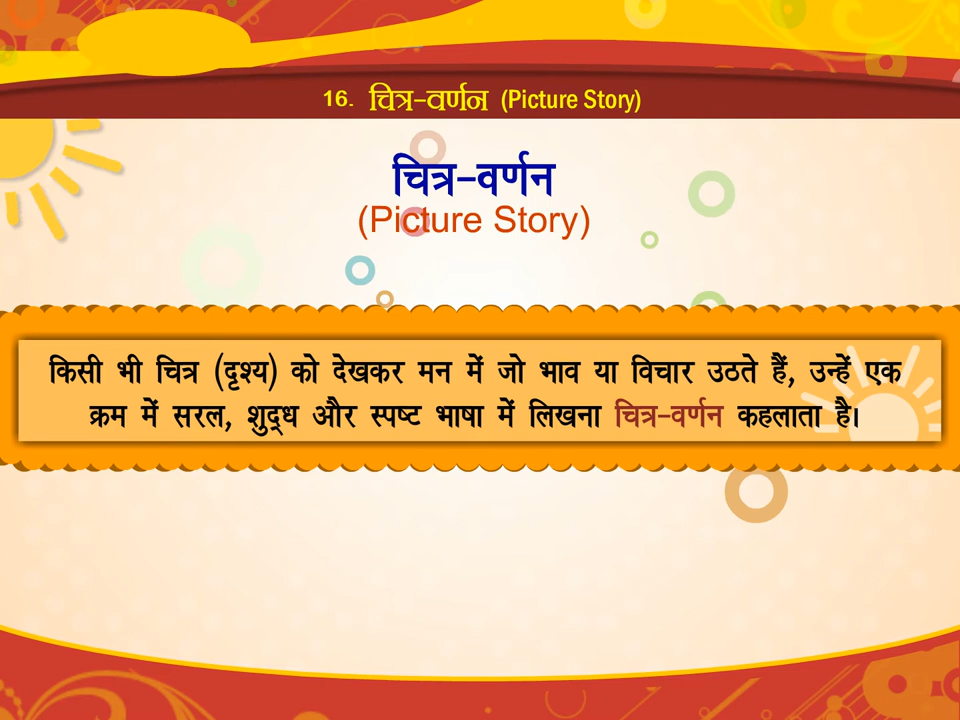 16. चित्र-वर्णन (Picture Story)
चित्र-वर्णन
(Picture Story)
किसी भी चित्र (दृश्य) को देखकर मन में जो भाव या विचार उठते हैं, उन्हें एक
क्रम में सरल, शुद्ध और स्पष्ट भाषा में लिखना चित्र-वर्णन कहलाता है।